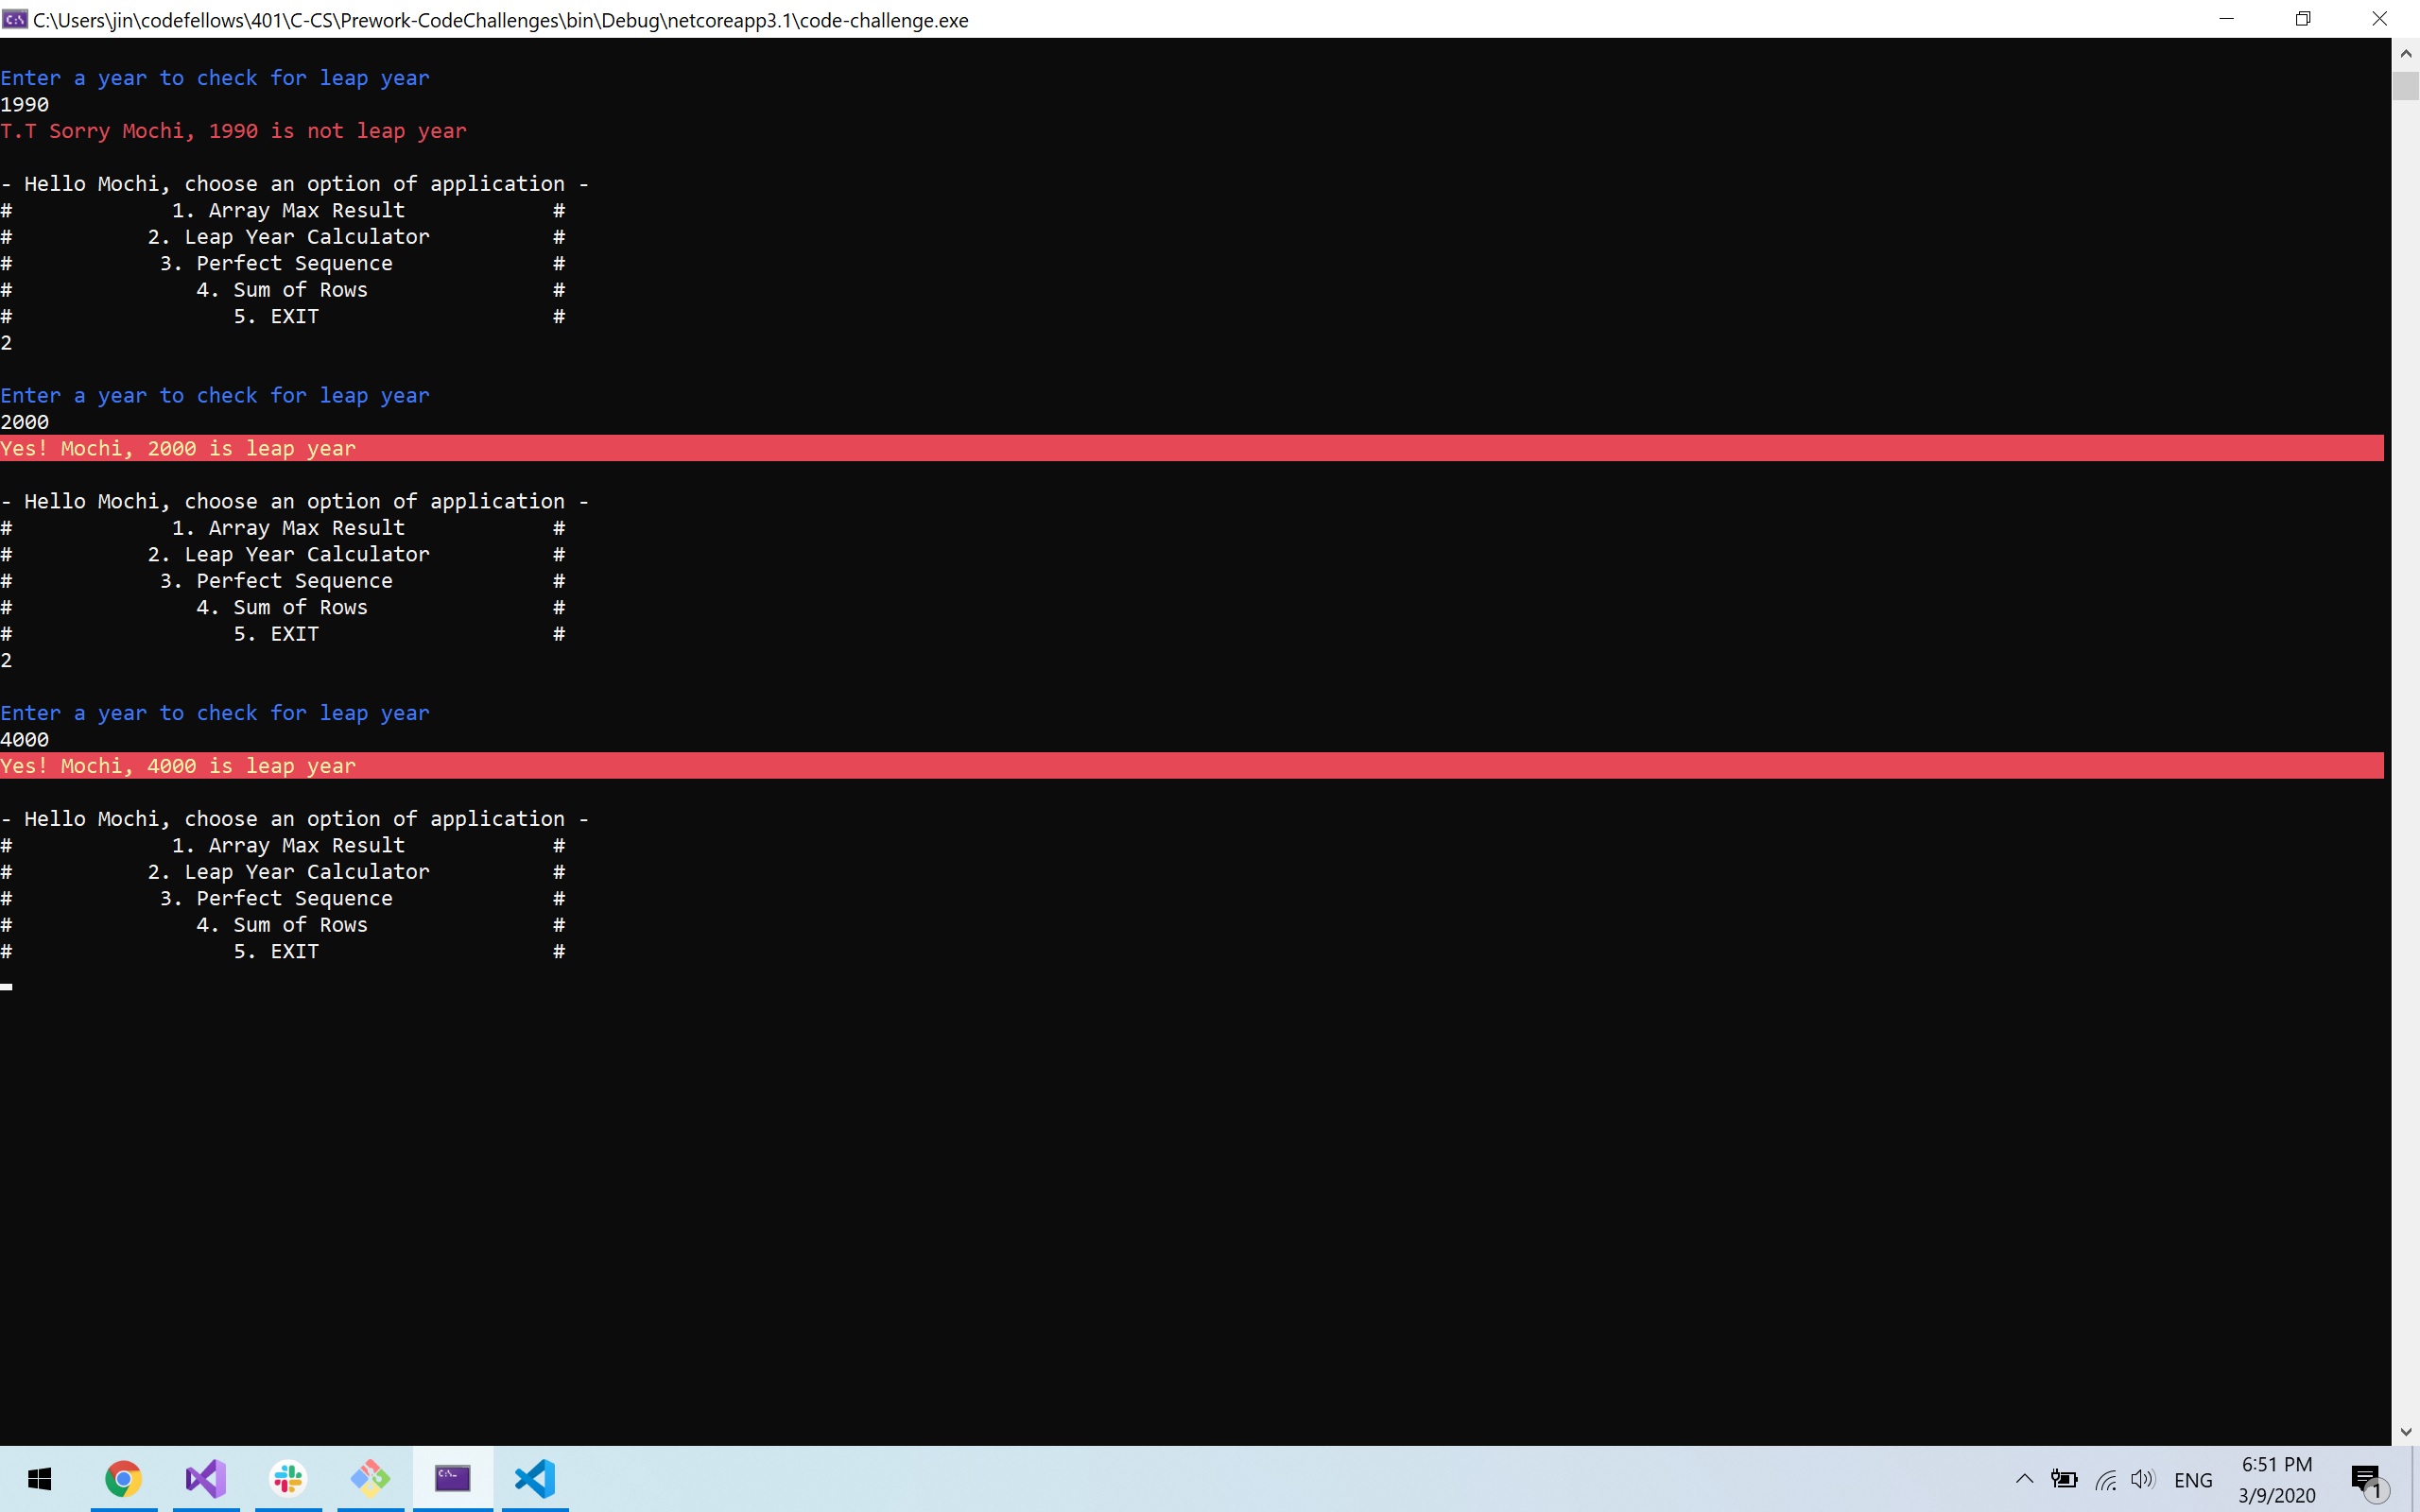 C:\Users\jin\codefellows\401\C-CS\Prework-CodeChallenges\bin\Debug\netcoreapp3.1\code-challenge.exe
Enter a year to check for leap year
1990
T.T Sorry Mochi, 1990 is not leap year
- Hello Mochi, choose an option of application -
#             1. Array Max Result            #
#           2. Leap Year Calculator          #
#            3. Perfect Sequence             #
#               4. Sum of Rows               #
#                  5. EXIT                   #
2
Enter a year to check for leap year
2000
Yes! Mochi, 2000 is leap year
- Hello Mochi, choose an option of application -
#             1. Array Max Result            #
#           2. Leap Year Calculator          #
#            3. Perfect Sequence             #
#               4. Sum of Rows               #
#                  5. EXIT                   #
2
Enter a year to check for leap year
4000
Yes! Mochi, 4000 is leap year
- Hello Mochi, choose an option of application -
#             1. Array Max Result            #
#           2. Leap Year Calculator          #
#            3. Perfect Sequence             #
#               4. Sum of Rows               #
#                  5. EXIT                   #
ENG
6:51 PM
3/9/2020
1